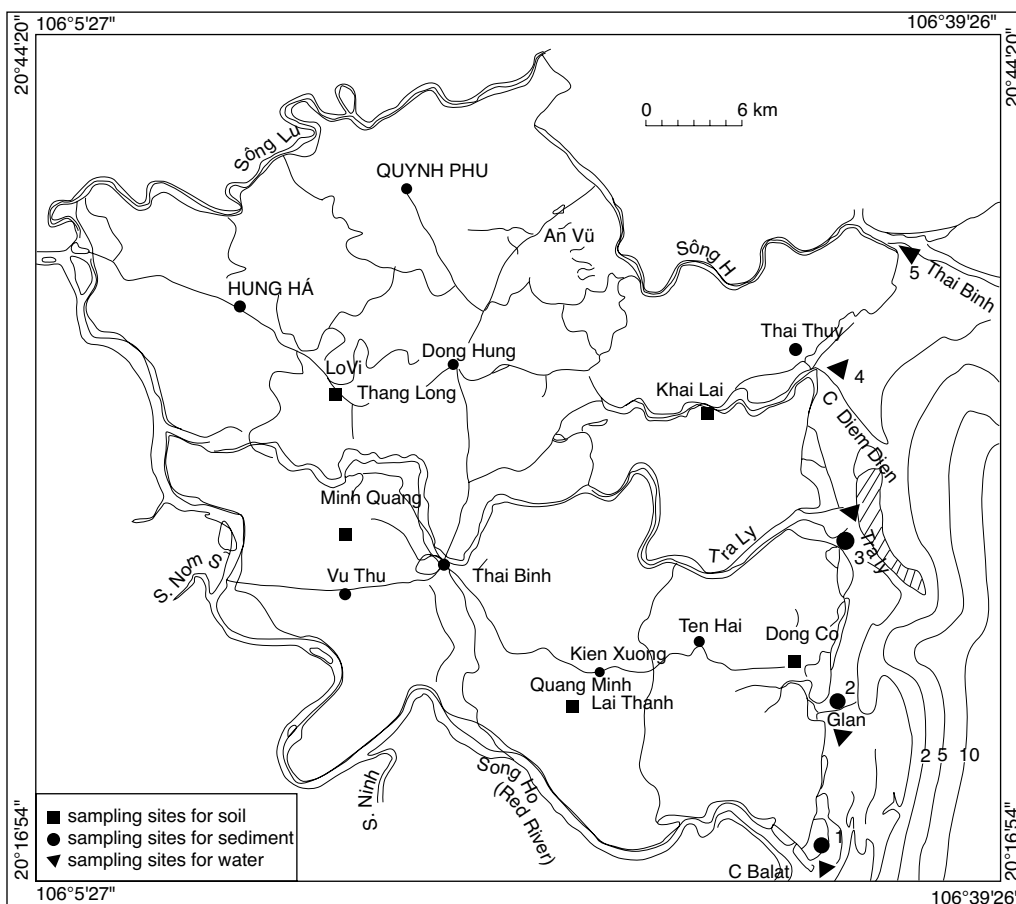 106°5'27"
106°39'26"
20°44'20"
20°44'20"
0 6 km
Sông Lu
QUYNH PHU
An Vü
Sông H
5
Thai Binh
HUNG HÁ
Thai Thuy
Dong Hung
LoVi
4
Thang Long
Khai Lai
C Diem Dien
Minh Quang
Tra Ly
Tra ly
3
S. Nom
S
Thai Binh
Vu Thu
Ten Hai
Dong Co
Kien Xuong
Quang Minh
2
Lai Thanh
Glan
2 5 10
Song Ho
(Red River)
S. Ninh
■ sampling sites for soil
● sampling sites for sediment
▼ sampling sites for water
1
C Balat
20°16'54"
20°16'54"
106°5'27"
106°39'26"